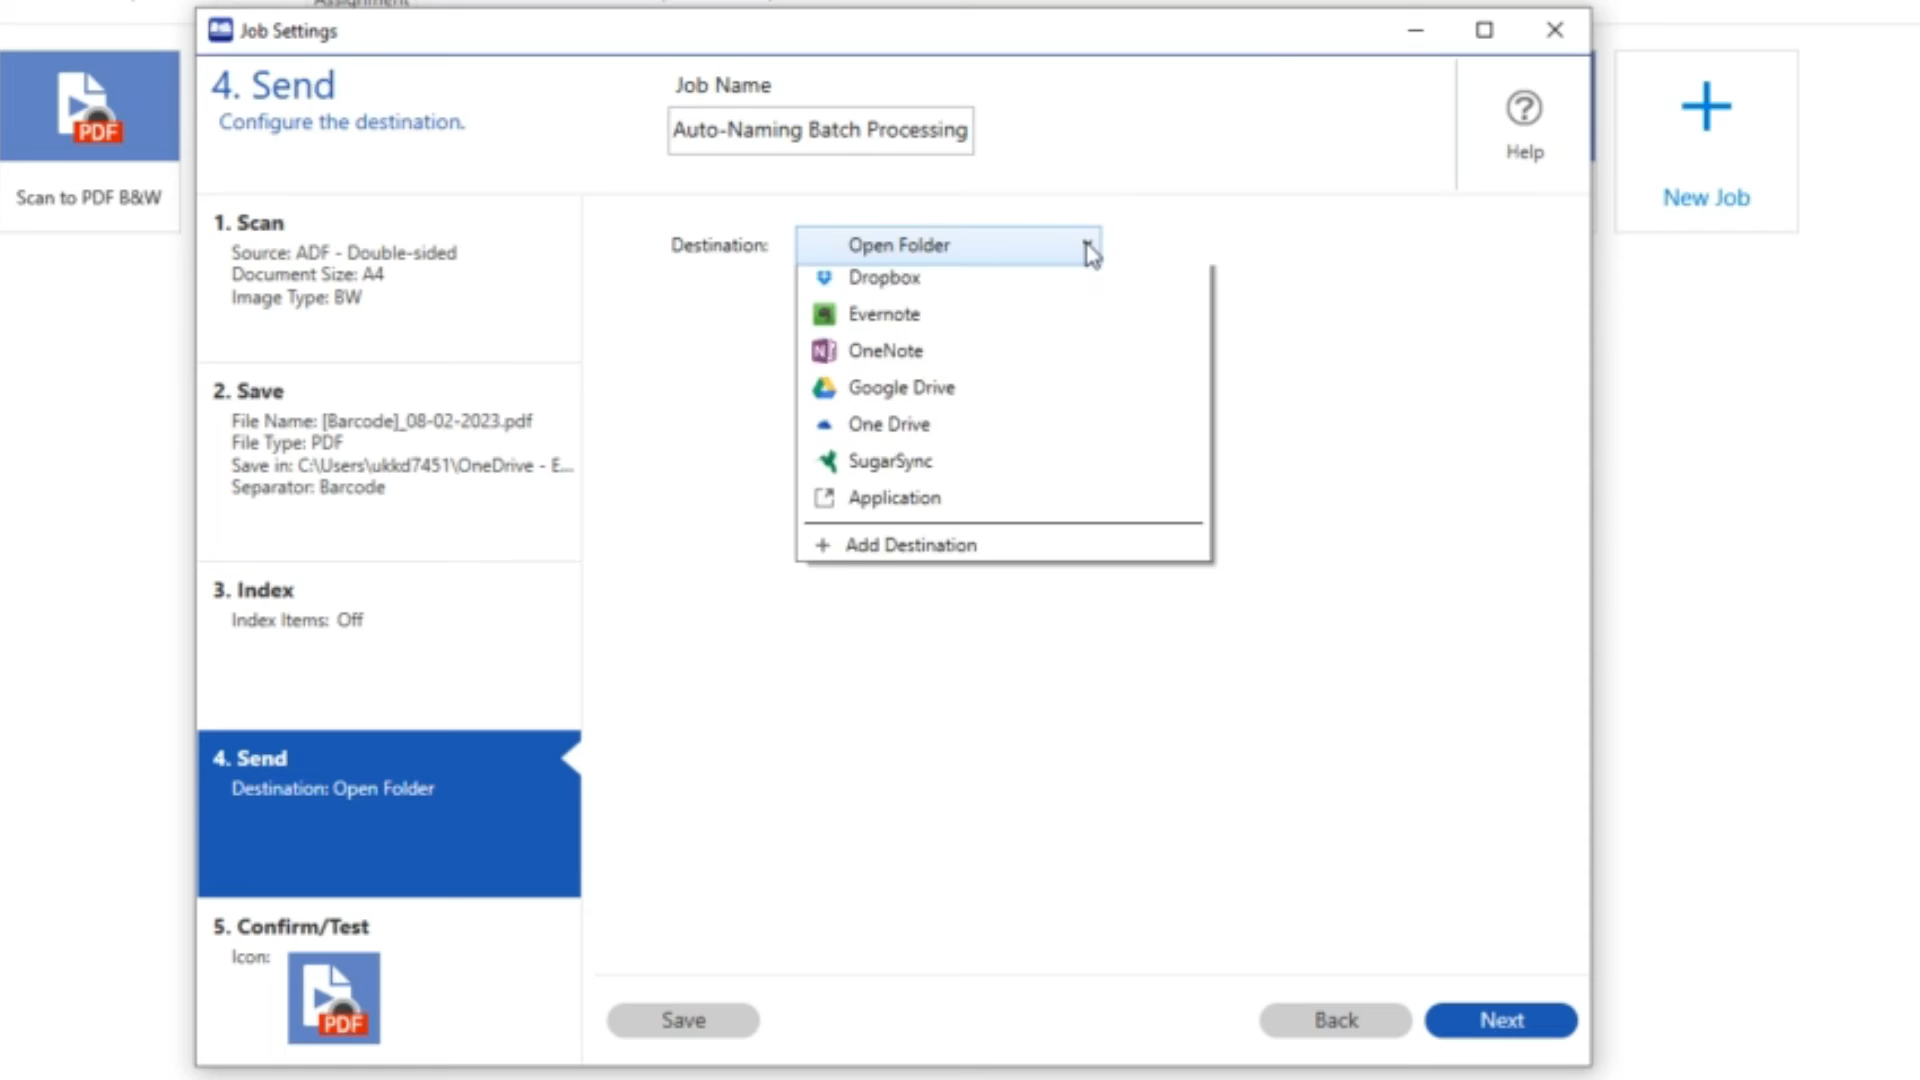 Assignment
Job Settings
4. Send
Configure the destination.
Job Name
Auto-Naming Batch Processing
Help
PDF
Scan to PDF B&W
New Job
1. Scan
Source: ADF - Double-sided
Document Size: A4
Image Type: BW
2. Save
File Name: [Barcode]_08-02-2023.pdf
File Type: PDF
Save in: C:\Users\ukkd7451\OneDrive - E...
Separator: Barcode
3. Index
Index Items: Off
4. Send
Destination: Open Folder
5. Confirm/Test
Icon:
PDF
Destination:
Open Folder
Dropbox
Evernote
OneNote
Google Drive
One Drive
SugarSync
Application
+ Add Destination
Save
Back
Next